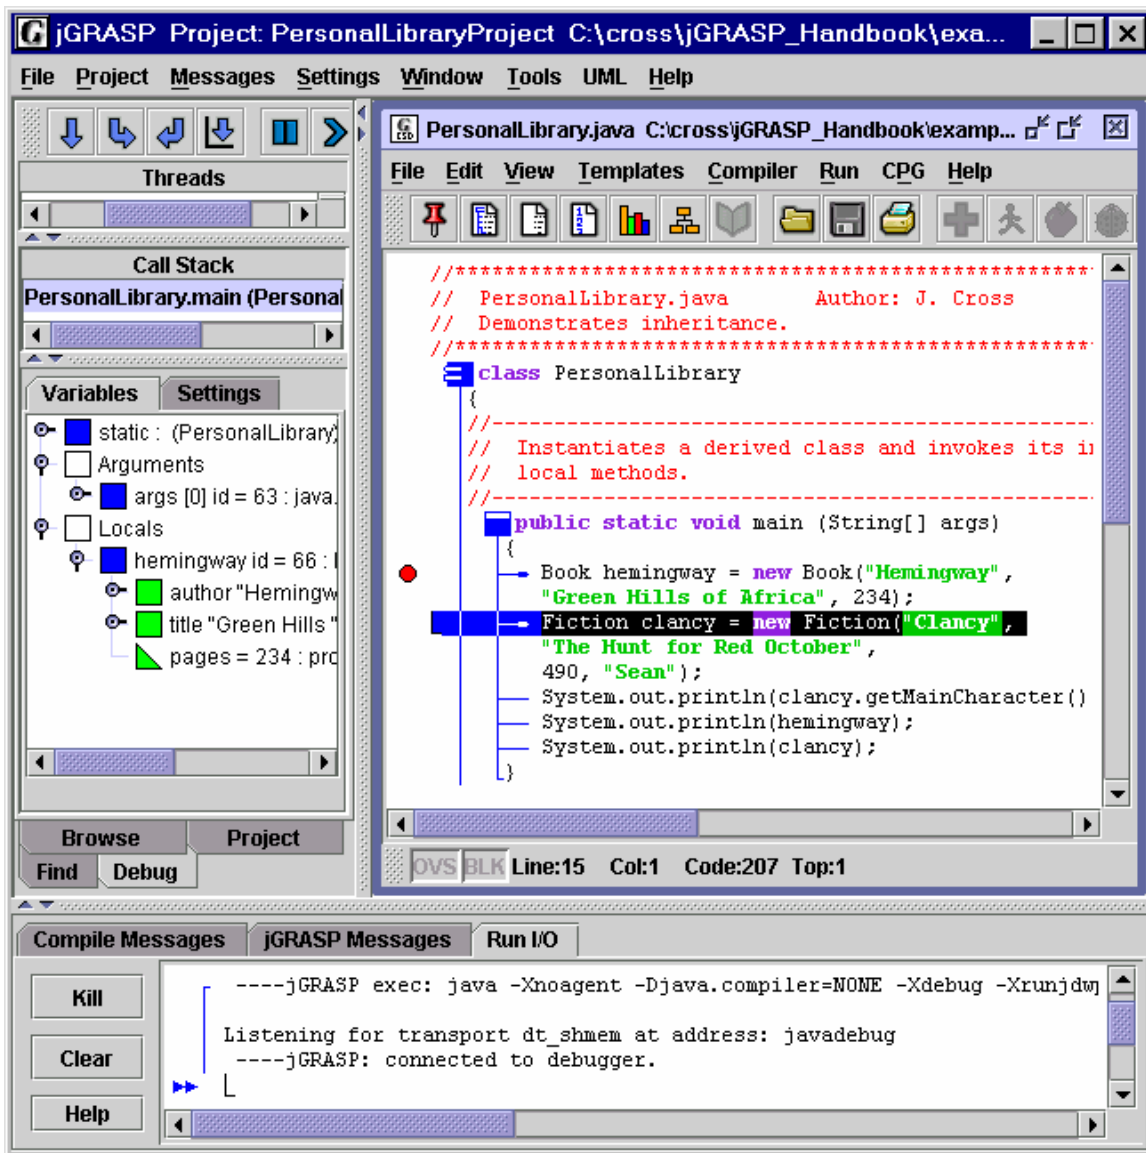 jGRASP Project: PersonalLibraryProject C:\cross\jGRASP_Handbook\exa...
File Project Messages Settings Window Tools UML Help
Threads
Call Stack
PersonalLibrary.main (Personal
Variables Settings
static : (PersonalLibrary)
Arguments
args [0] id = 63 : java.
Locals
hemingway id = 66 :
author "Hemingw
title "Green Hills "
pages = 234 : pro
Browse Project
Find Debug
PersonalLibrary.java C:\cross\jGRASP_Handbook\examp...
File Edit View Templates Compiler Run CPG Help
//****************************************************
// PersonalLibrary.java Author: J. Cross
// Demonstrates inheritance.
//****************************************************
class PersonalLibrary
{
//-------------------------------------------------
// Instantiates a derived class and invokes its in
// local methods.
//-------------------------------------------------
public static void main (String[] args)
{
Book hemingway = new Book("Hemingway",
"Green Hills of Africa", 234);
Fiction clancy = new Fiction("Clancy",
"The Hunt for Red October",
490, "Sean");
System.out.println(clancy.getMainCharacter()
System.out.println(hemingway);
System.out.println(clancy);
}
OVS BLK Line:15 Col:1 Code:207 Top:1
Compile Messages jGRASP Messages Run I/O
Kill
Clear
Help
----jGRASP exec: java -Xnoagent -Djava.compiler=NONE -Xdebug -Xrunjdwp
Listening for transport dt_shmem at address: javadebug
----jGRASP: connected to debugger.